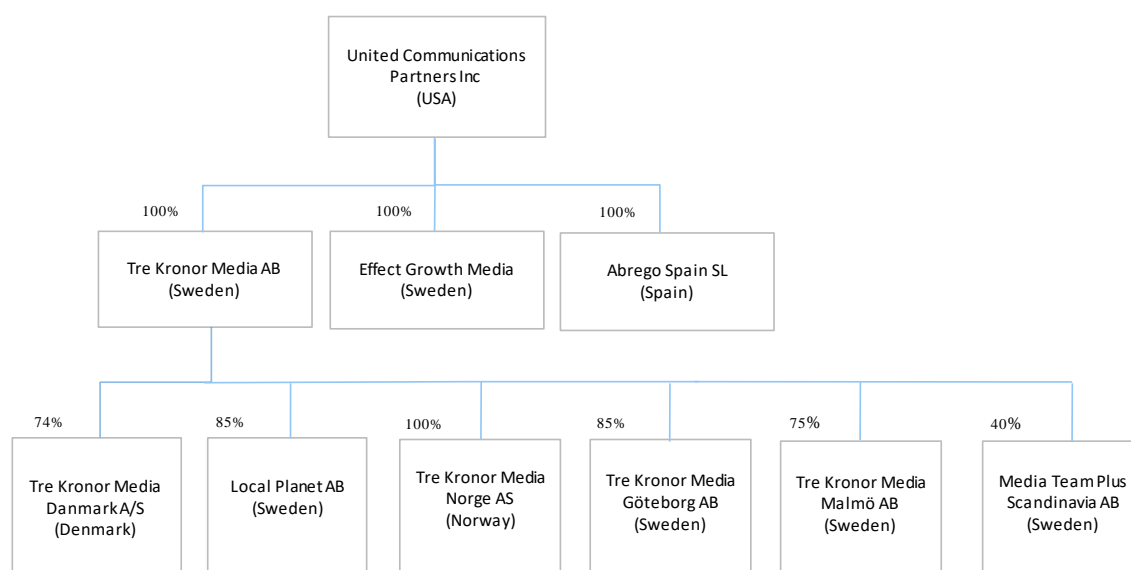 United Communications
Partners Inc
(USA)
100%
100%
100%
Tre Kronor Media AB
(Sweden)
Effect Growth Media
(Sweden)
Abrego Spain SL
(Spain)
74%
85%
100%
85%
75%
40%
Tre Kronor Media
Danmark A/S
(Denmark)
Local Planet AB
(Sweden)
Tre Kronor Media
Norge AS
(Norway)
Tre Kronor Media
Göteborg AB
(Sweden)
Tre Kronor Media
Malmö AB
(Sweden)
Media Team Plus
Scandinavia AB
(Sweden)